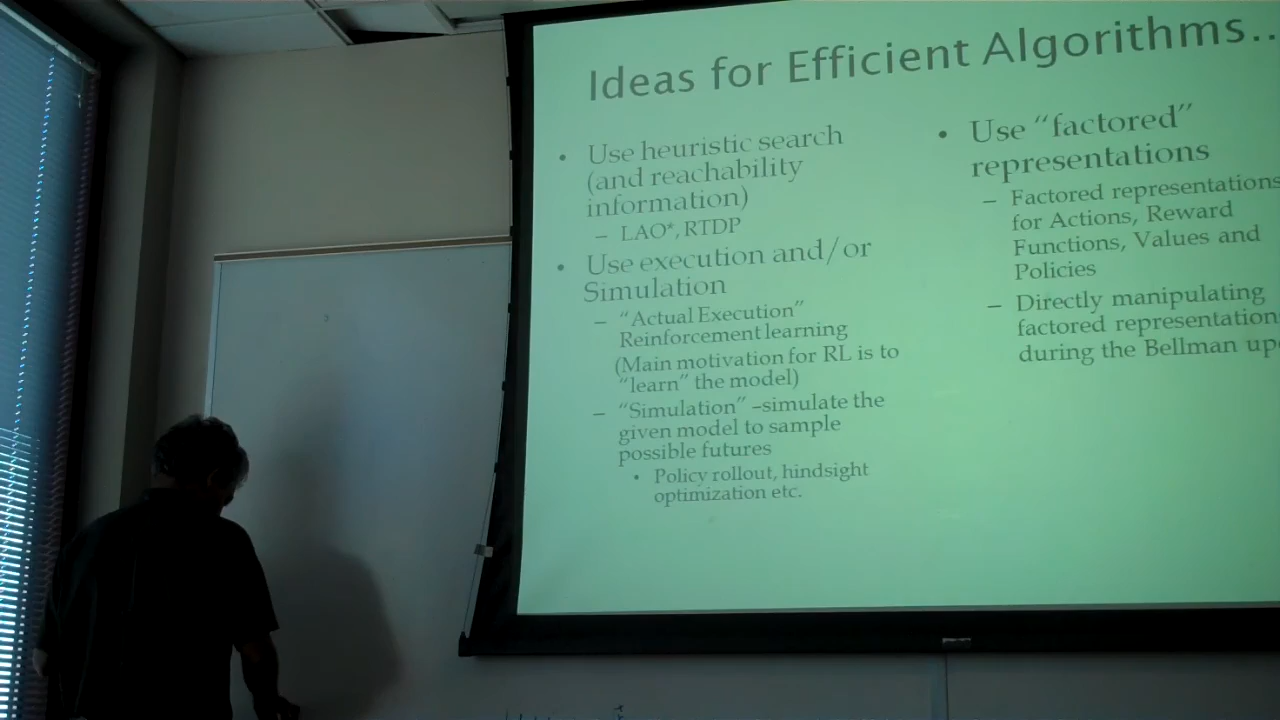 Ideas for Efficient Algorithms..
• Use heuristic search
(and reachability
information)
– LAO*, RTDP
• Use execution and/or
Simulation
– “Actual Execution”
Reinforcement learning
(Main motivation for RL is to
“learn” the model)
– “Simulation” –simulate the
given model to sample
possible futures
• Policy rollout, hindsight
optimization etc.
• Use “factored”
representations
– Factored representations
for Actions, Reward
Functions, Values and
Policies
– Directly manipulating
factored representation
during the Bellman up